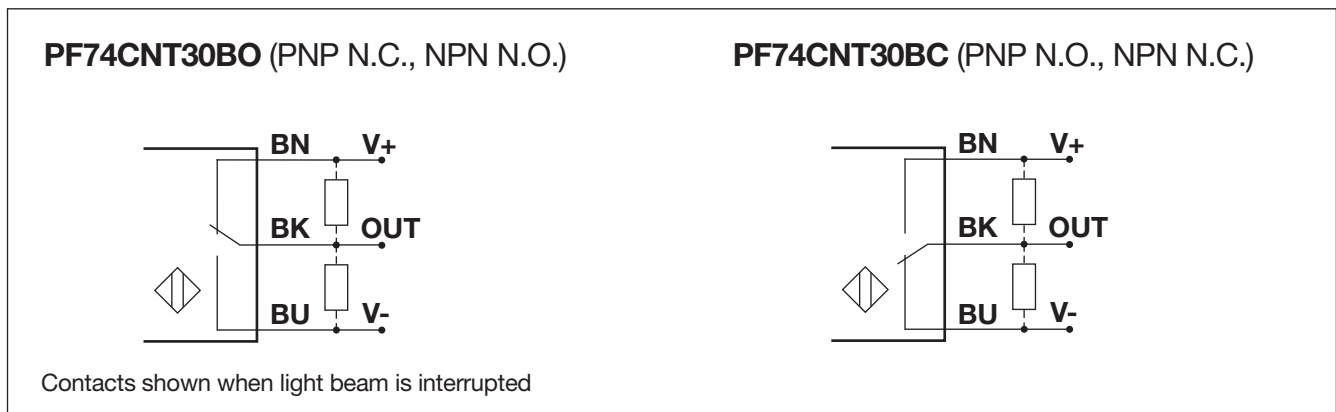 PF74CNT30BO (PNP N.C., NPN N.O.)
BN V+
BK OUT
BU V-
Contacts shown when light beam is interrupted
PF74CNT30BC (PNP N.O., NPN N.C.)
BN V+
BK OUT
BU V-